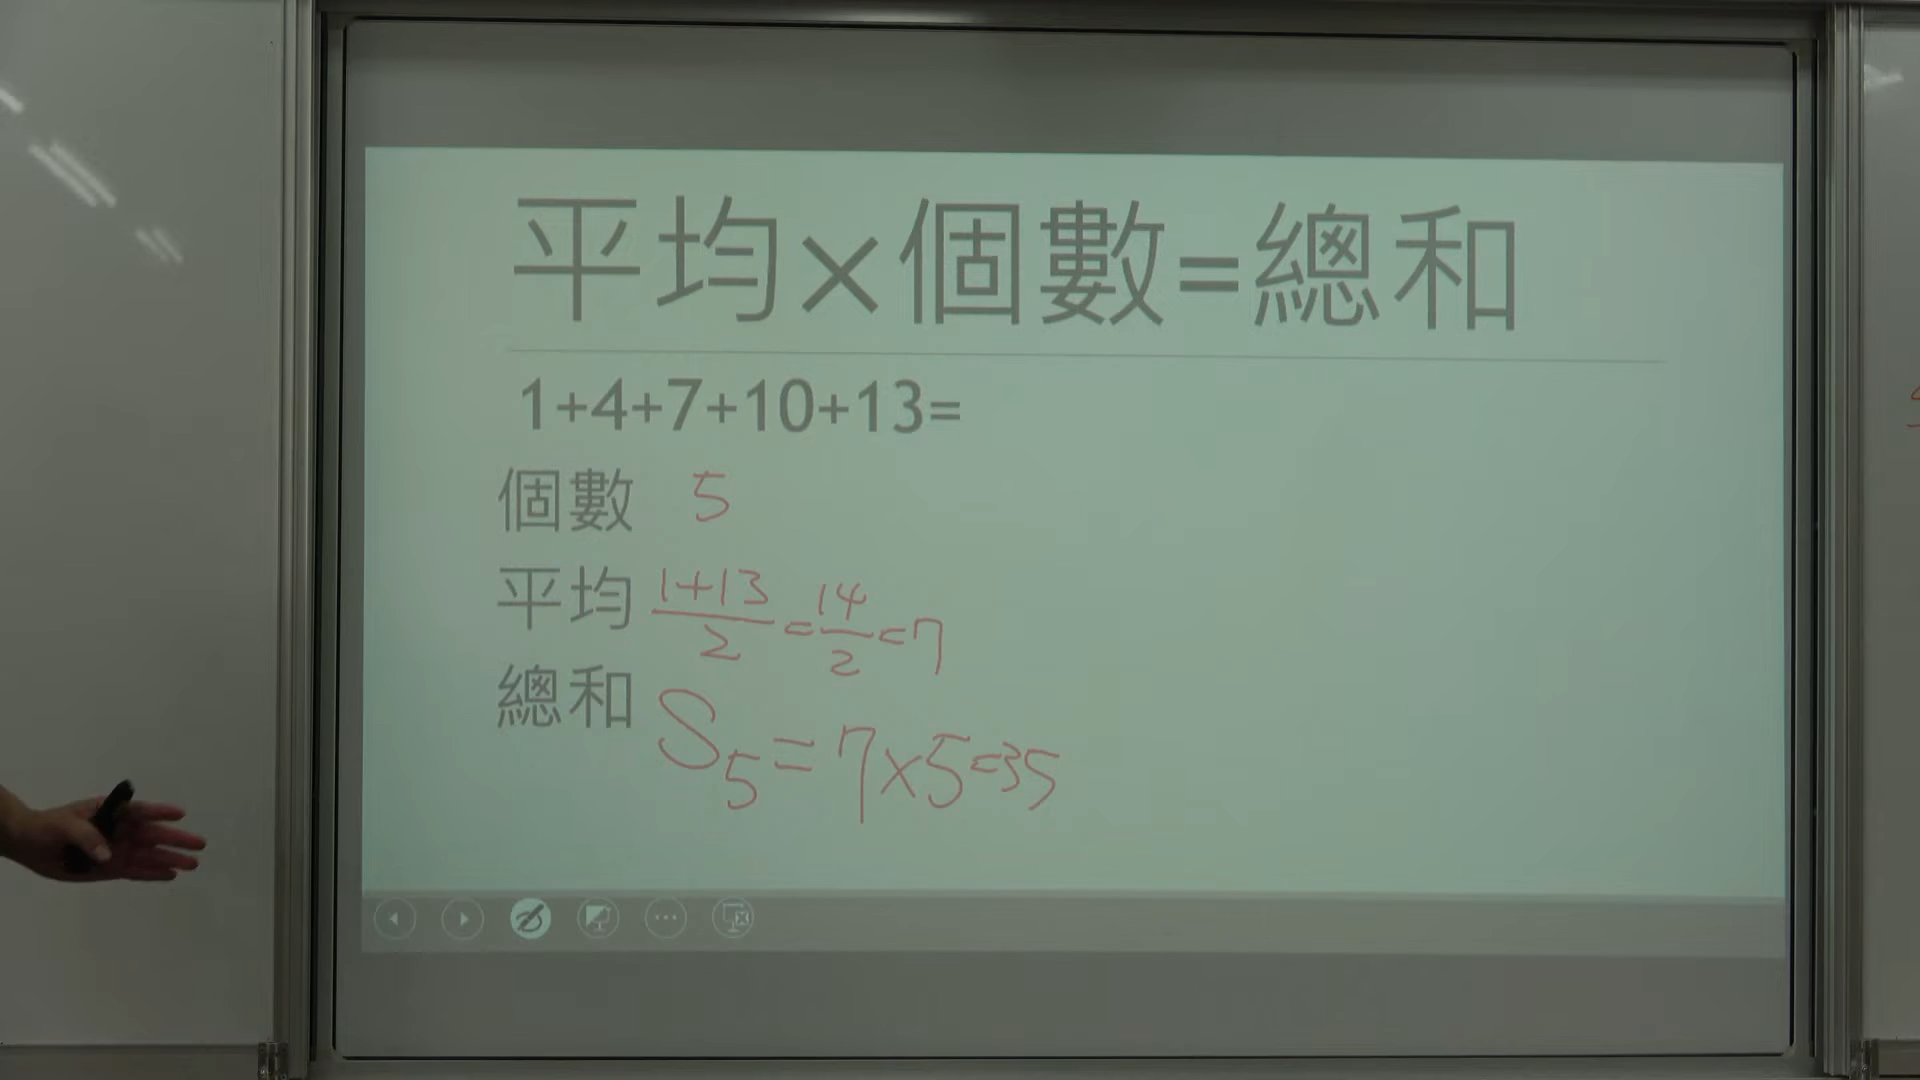 平均×個數=總和
1+4+7+10+13=
個數 5
平均 1+13/2=14/2=7
總和 S5=7×5=35